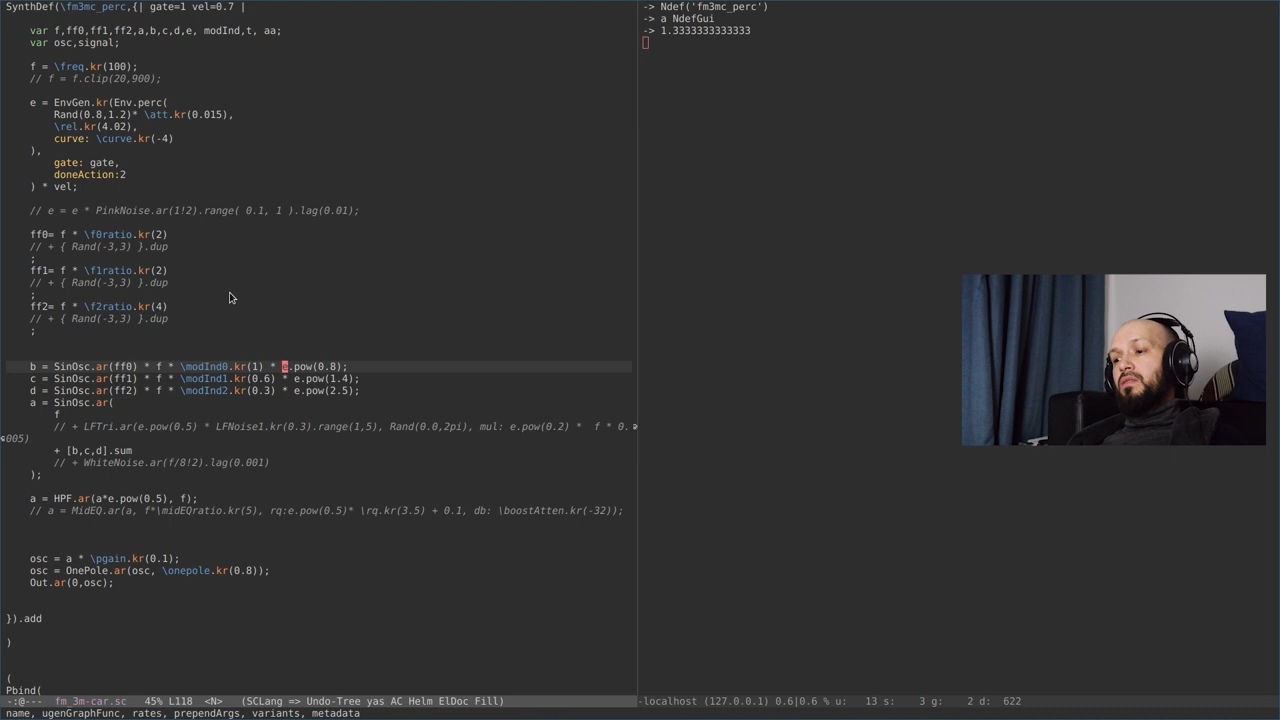 SynthDef(\fm3mc_perc,{| gate=1 vel=0.7 |
var f,ff0,ff1,ff2,a,b,c,d,e, modInd,t, aa;
var osc,signal;
f = \freq.kr(100);
// f = f.clip(20,900);
e = EnvGen.kr(Env.perc(
Rand(0.8,1.2)* \att.kr(0.015),
\rel.kr(4.02),
curve: \curve.kr(-4)
),
gate: gate,
doneAction:2
) * vel;
// e = e * PinkNoise.ar(1!2).range( 0.1, 1 ).lag(0.01);
ff0= f * \f0ratio.kr(2)
// + { Rand(-3,3) }.dup
;
ff1= f * \f1ratio.kr(2)
// + { Rand(-3,3) }.dup
;
ff2= f * \f2ratio.kr(4)
// + { Rand(-3,3) }.dup
;
b = SinOsc.ar(ff0) * f * \modInd0.kr(1) * e.pow(0.8);
c = SinOsc.ar(ff1) * f * \modInd1.kr(0.6) * e.pow(1.4);
d = SinOsc.ar(ff2) * f * \modInd2.kr(0.3) * e.pow(2.5);
a = SinOsc.ar(
f
// + LFTri.ar(e.pow(0.5) * LFNoise1.kr(0.3).range(1,5), Rand(0.0,2pi), mul: e.pow(0.2) *  f * 0.
005)
+ [b,c,d].sum
// + WhiteNoise.ar(f/8!2).lag(0.001)
);
a = HPF.ar(a*e.pow(0.5), f);
// a = MidEQ.ar(a, f*\midEQratio.kr(5), rq:e.pow(0.5)* \rq.kr(3.5) + 0.1, db: \boostAtten.kr(-32));
osc = a * \pgain.kr(0.1);
osc = OnePole.ar(osc, \onepole.kr(0.8));
Out.ar(0,osc);
}).add
)
(
Pbind(
-:@---  fm_3m-car.sc   45% L118  <N>  (SCLang => Undo-Tree yas AC Helm ElDoc Fill)
name, ugenGraphFunc, rates, prependArgs, variants, metadata
-> Ndef('fm3mc_perc')
-> a NdefGui
-> 1.3333333333333
-localhost (127.0.0.1) 0.6|0.6 % u:   13 s:    3 g:    2 d:  622